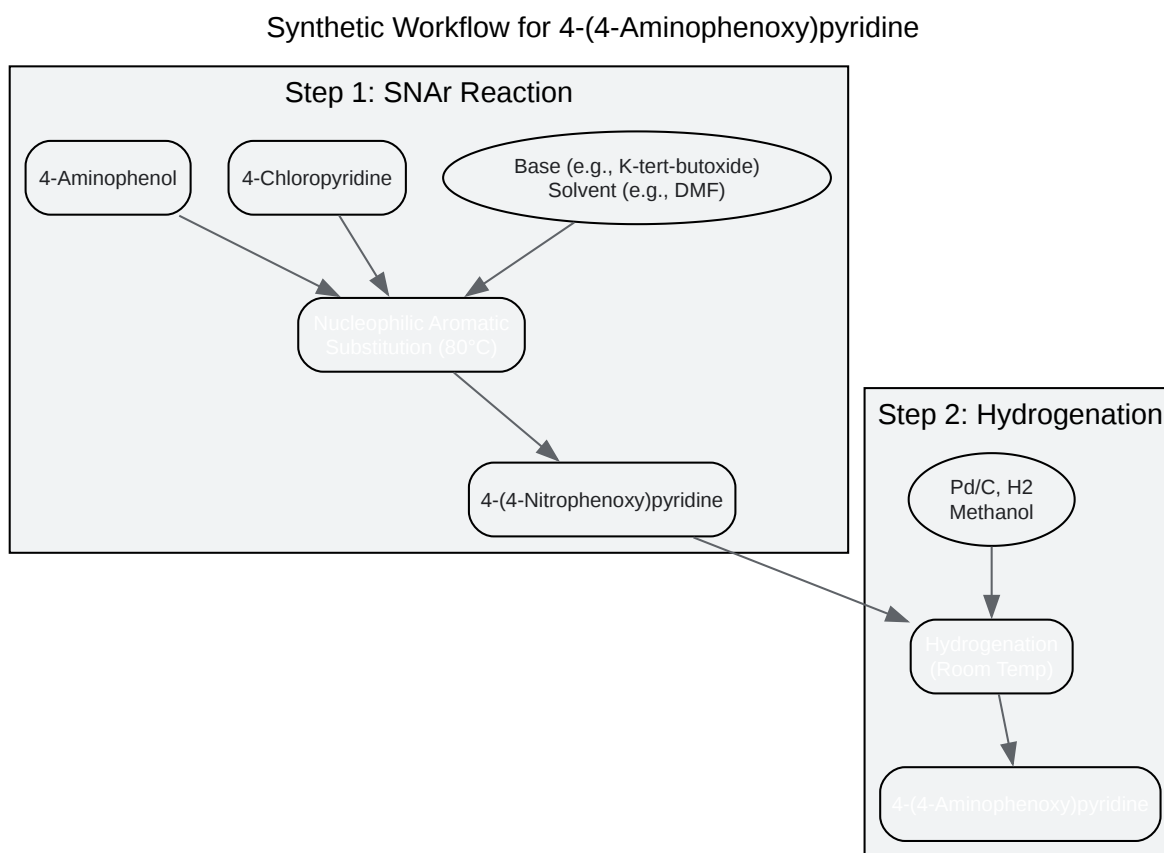 Synthetic Workflow for 4-(4-Aminophenoxy)pyridine
Step 1: SNAr Reaction
4-Aminophenol
4-Chloropyridine
Base (e.g., K-tert-butoxide)
Solvent (e.g., DMF)
Nucleophilic Aromatic
Substitution (80°C)
4-(4-Nitrophenoxy)pyridine
Step 2: Hydrogenation
Pd/C, H2
Methanol
Hydrogenation
(Room Temp)
4-(4-Aminophenoxy)pyridine